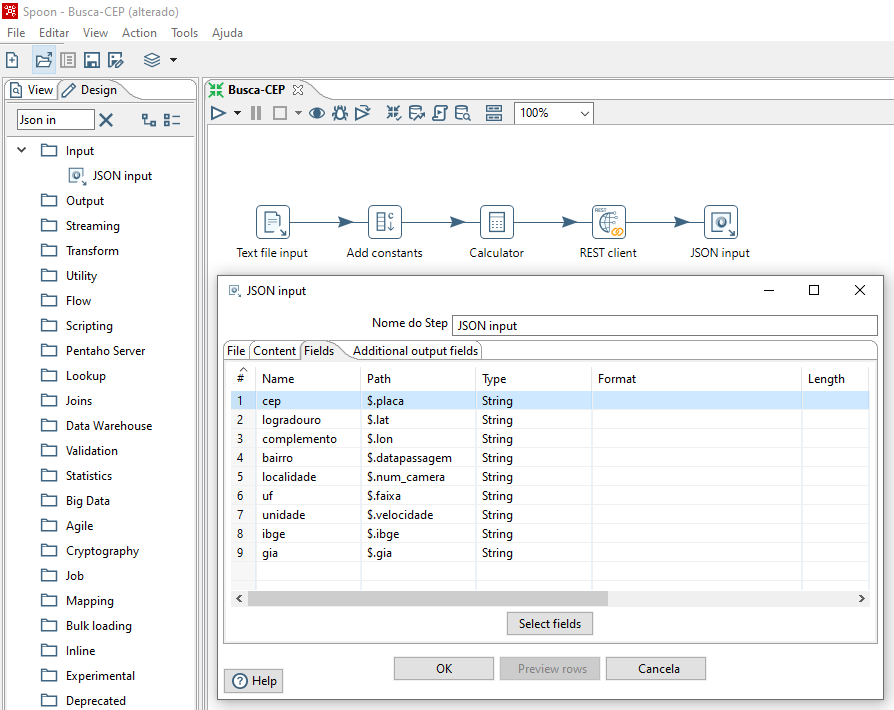 Spoon - Busca-CEP (alterado)
File Editar View Action Tools Ajuda
View Design
Busca-CEP
Json in
100%
Input
JSON input
Output
Streaming
Transform
Utility
Flow
Scripting
Pentaho Server
Lookup
Joins
Data Warehouse
Validation
Statistics
Big Data
Agile
Cryptography
Job
Mapping
Bulk loading
Inline
Experimental
Deprecated
C
REST
Text file input Add constants Calculator REST client JSON input
JSON input
Nome do Step JSON input
File Content Fields Additional output fields
# Name Path Type Format Length
1 cep $.placa String
2 logradouro $.lat String
3 complemento $.lon String
4 bairro $.datapassagem String
5 localidade $.num_camera String
6 uf $.faixa String
7 unidade $.velocidade String
8 ibge $.ibge String
9 gia $.gia String
Select fields
OK Preview rows Cancela
Help